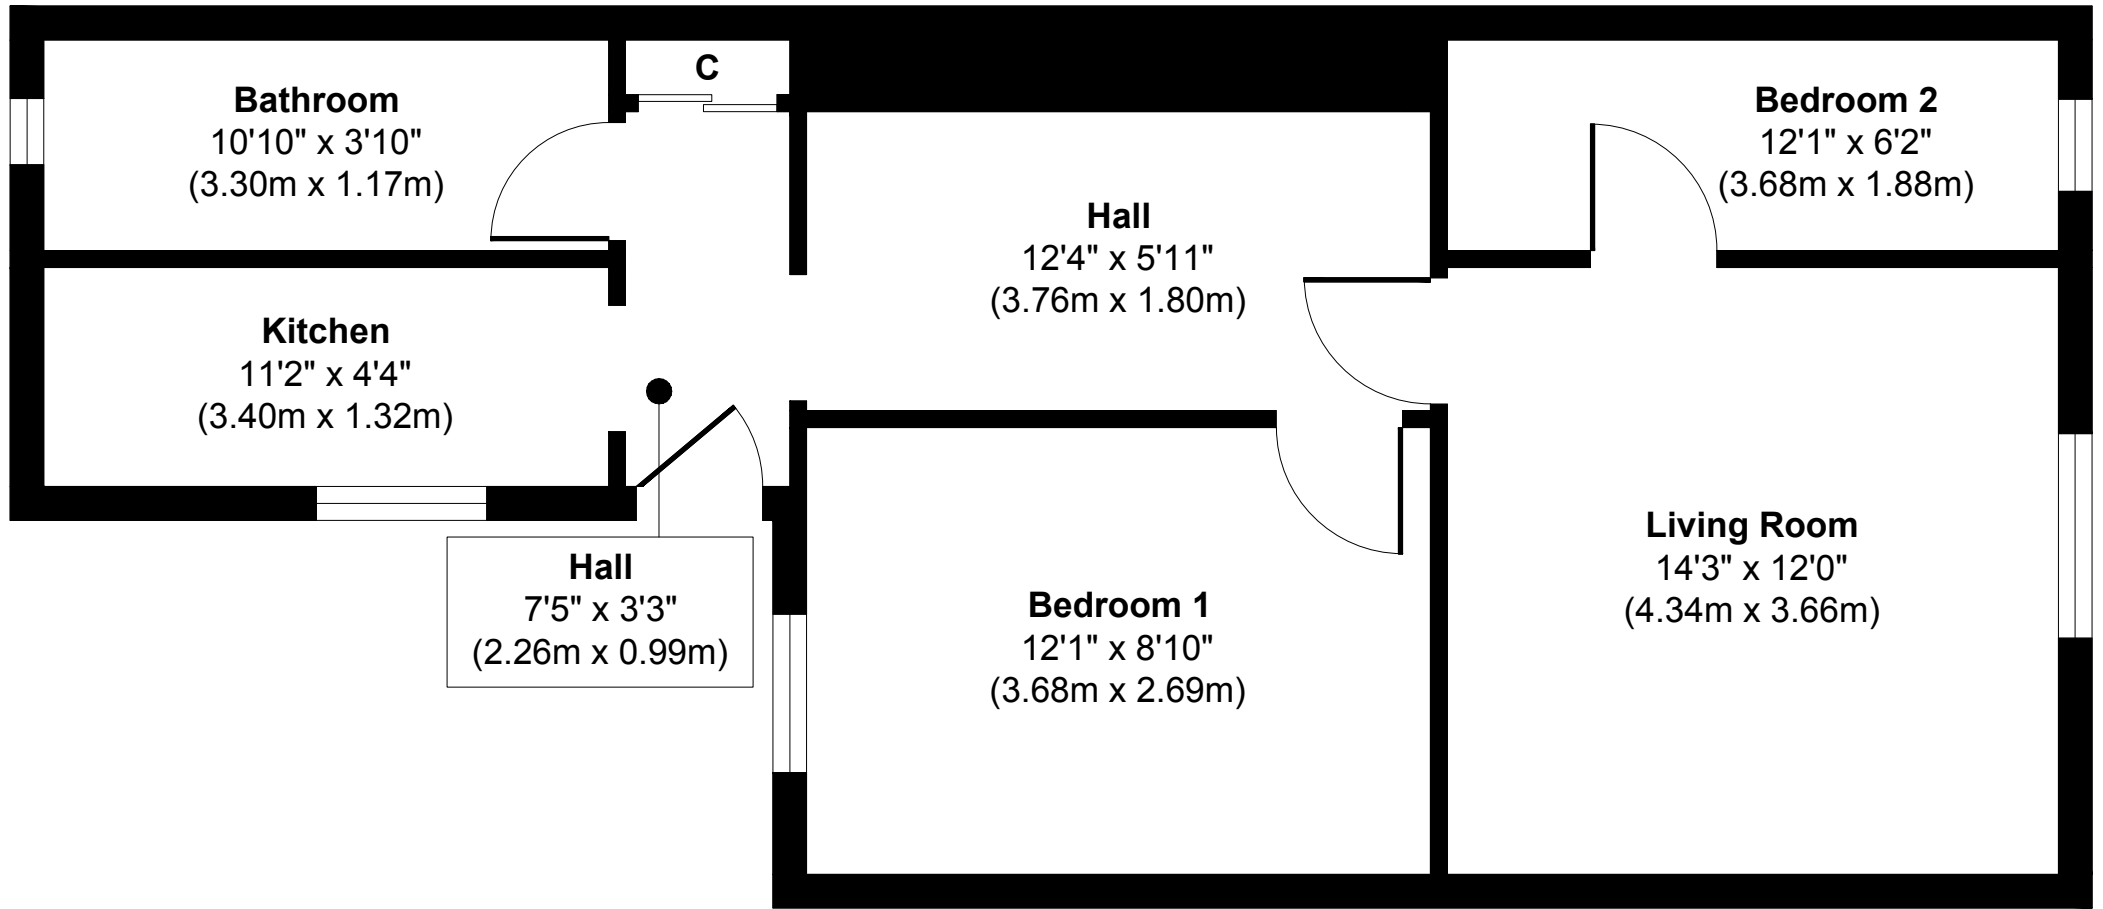 Bathroom
10'10" x 3'10"
(3.30m x 1.17m)
C
Bedroom 2
12'1" x 6'2"
(3.68m x 1.88m)
Hall
12'4" x 5'11"
(3.76m x 1.80m)
Kitchen
11'2" x 4'4"
(3.40m x 1.32m)
Hall
7'5" x 3'3"
(2.26m x 0.99m)
Bedroom 1
12'1" x 8'10"
(3.68m x 2.69m)
Living Room
14'3" x 12'0"
(4.34m x 3.66m)